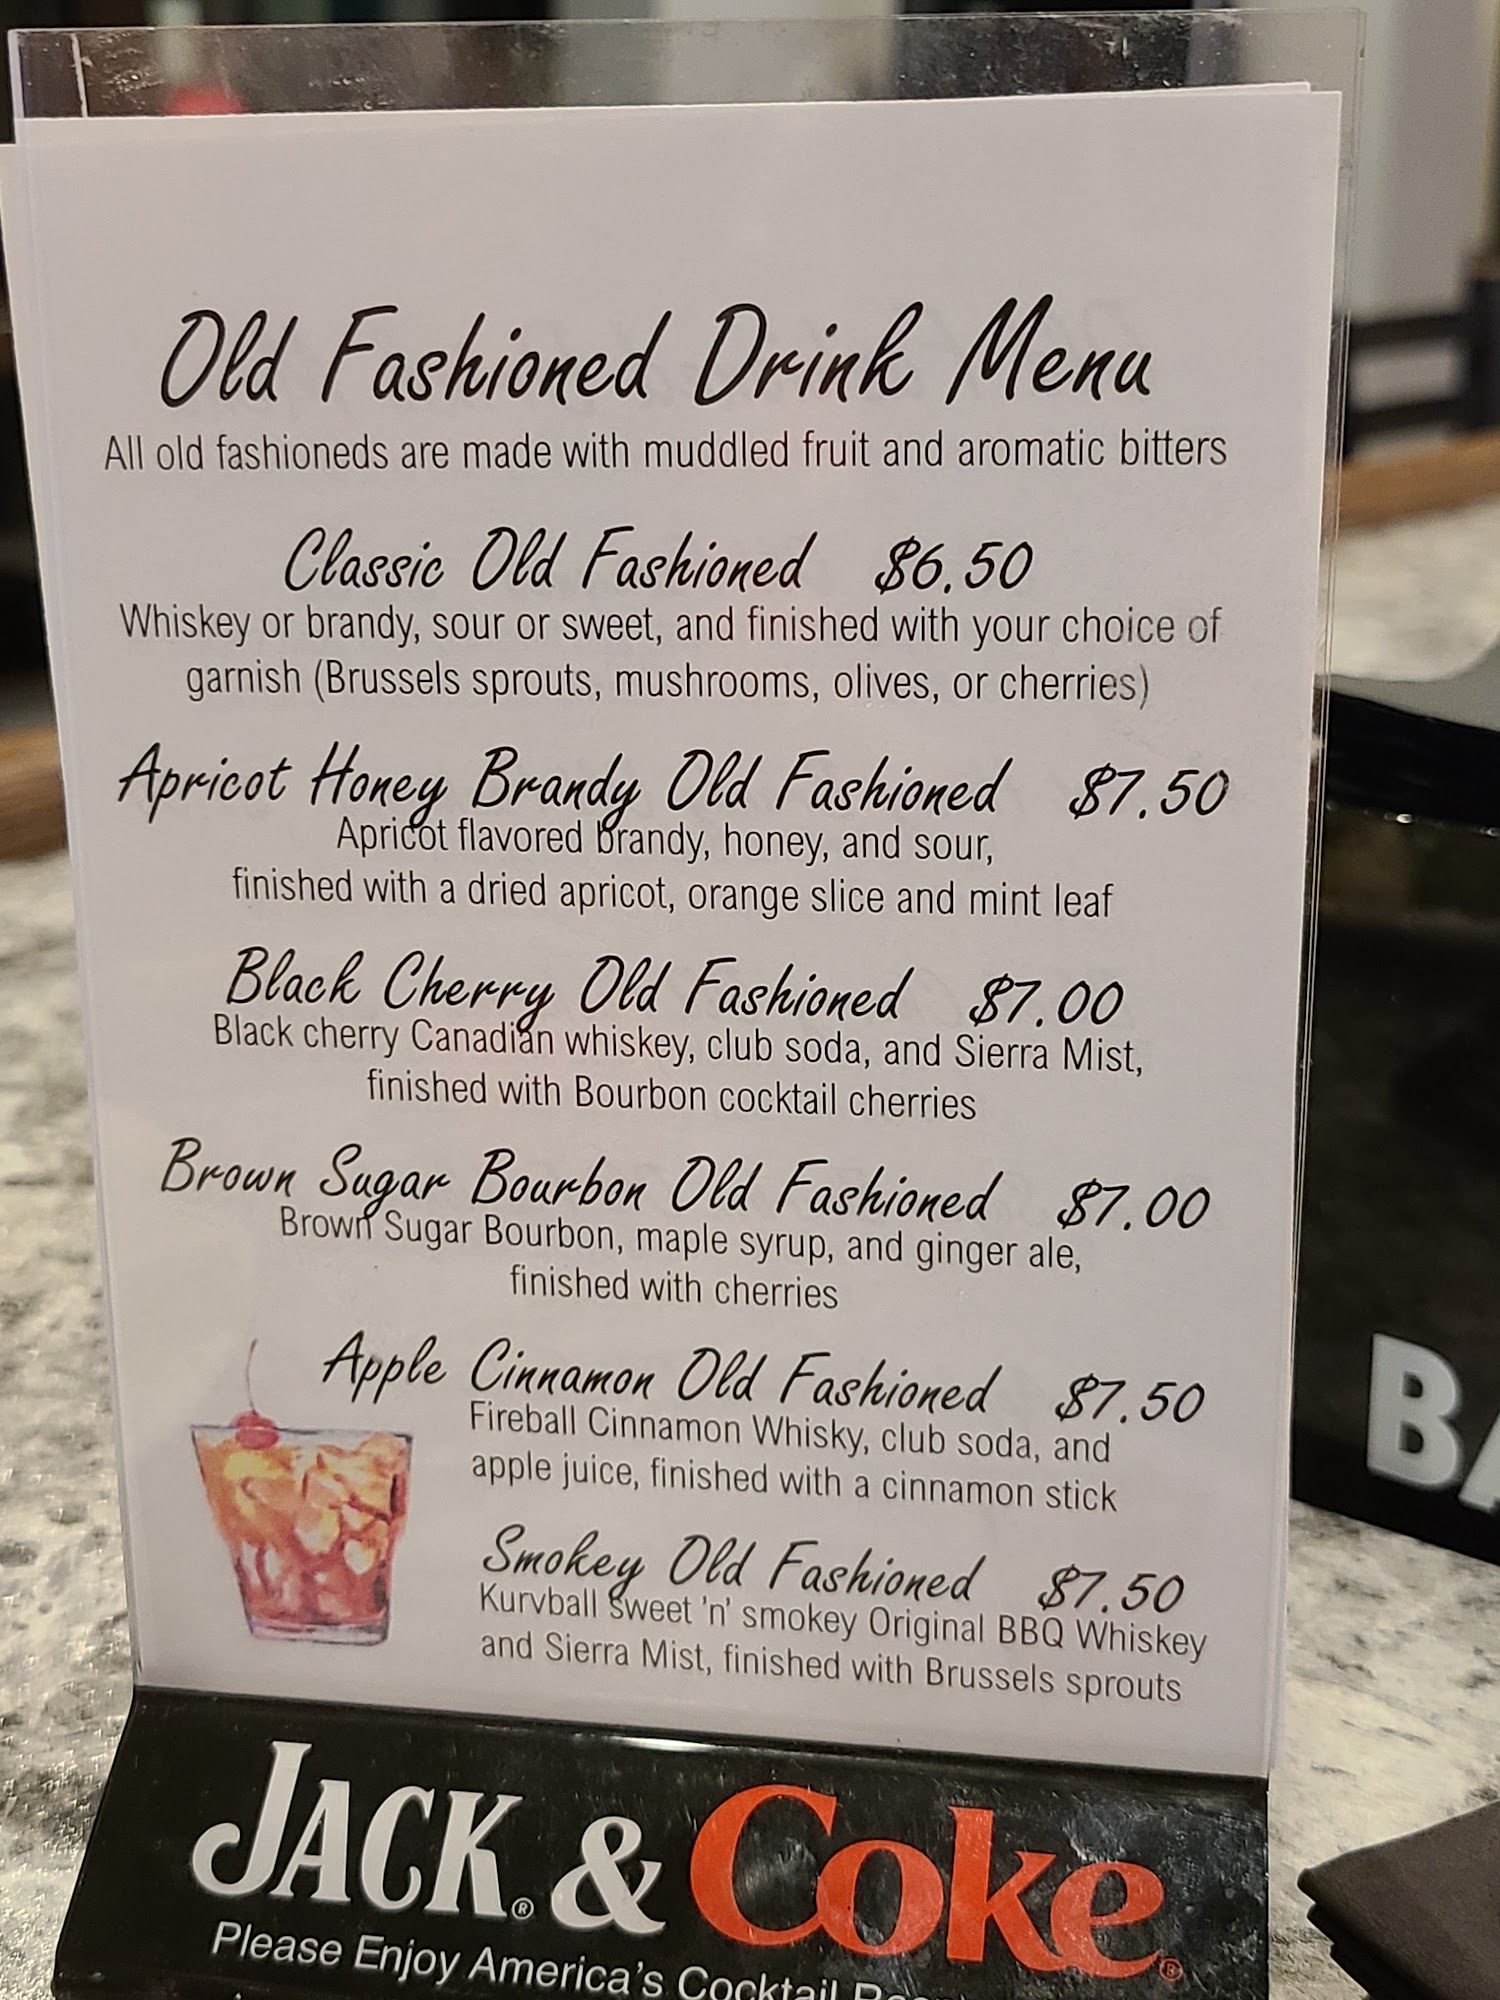 Old Fashioned Drink Menu
All old fashioneds are made with muddled fruit and aromatic bitters
Classic Old Fashioned $6.50
Whiskey or brandy, sour or sweet, and finished with your choice of
garnish (Brussels sprouts, mushrooms, olives, or cherries)
Apricot Honey Brandy Old Fashioned $7.50
Apricot flavored brandy, honey, and sour,
finished with a dried apricot, orange slice and mint leaf
Black Cherry Old Fashioned $7.00
Black cherry Canadian whiskey, club soda, and Sierra Mist,
finished with Bourbon cocktail cherries
Brown Sugar Bourbon Old Fashioned $7.00
Brown Sugar Bourbon, maple syrup, and ginger ale,
finished with cherries
Apple Cinnamon Old Fashioned $7.50
Fireball Cinnamon Whisky, club soda, and
apple juice, finished with a cinnamon stick
Smokey Old Fashioned $7.50
Kurvball sweet 'n' smokey Original BBQ Whiskey
and Sierra Mist, finished with Brussels sprouts
JACK® & Coke®
Please Enjoy America's Cocktail